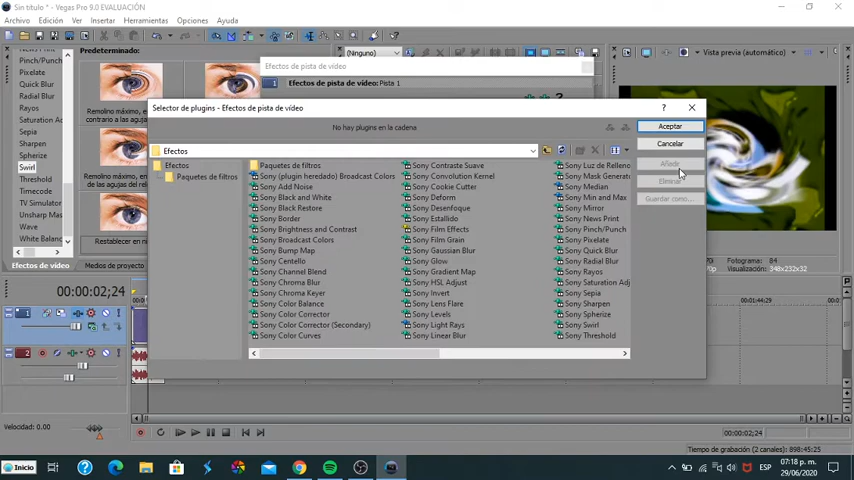 Sin título * - Vegas Pro 9.0 EVALUACIÓN
Archivo Edición Ver Insertar Herramientas Opciones Ayuda
(Ninguno)
Vista previa (automático)
Pinch/Punch
Pixelate
Quick Blur
Radial Blur
Rayos
Saturation Adj
Sepia
Sharpen
Spherize
Swirl
Threshold
Timecode
TV Simulator
Unsharp Mas
Wave
White Balanc
Predeterminado:
Remolino máximo, e
Remolino, máximo,
las agujas del reloj
Remolino medio, e
de las agujas del re
Restablecer en ni
Efectos de vídeo
Medios de proyecto
Efectos de pista de vídeo
1
Efectos de pista de vídeo: Pista 1
Selector de plugins - Efectos de pista de vídeo
No hay plugins en la cadena
Efectos
Efectos
Paquetes de filtros
Paquetes de filtros
Sony (plugin heredado) Broadcast Colors
Sony Add Noise
Sony Black and White
Sony Black Restore
Sony Border
Sony Brightness and Contrast
Sony Broadcast Colors
Sony Bump Map
Sony Centello
Sony Channel Blend
Sony Chroma Blur
Sony Chroma Keyer
Sony Color Balance
Sony Color Corrector
Sony Color Corrector (Secondary)
Sony Color Curves
Sony Contraste Suave
Sony Convolution Kernel
Sony Cookie Cutter
Sony Deform
Sony Desenfoque
Sony Estallido
Sony Film Effects
Sony Film Grain
Sony Gaussian Blur
Sony Glow
Sony Gradient Map
Sony HSL Adjust
Sony Invert
Sony Lens Flare
Sony Levels
Sony Light Rays
Sony Linear Blur
Sony Luz de Relleno
Sony Mask Generato
Sony Median
Sony Min and Max
Sony Mirror
Sony News Print
Sony Pinch/Punch
Sony Pixelate
Sony Quick Blur
Sony Radial Blur
Sony Rayos
Sony Saturation Adj
Sony Sepia
Sony Sharpen
Sony Spherize
Sony Swirl
Sony Threshold
Aceptar
Cancelar
Añadir
Eliminar
Guardar como...
Fotograma: 84
Visualización: 348x232x32
00:00:02;24
00:01:44;29
1
2
Velocidad: 0.00
00:00:02;24
Tiempo de grabación (2 canales): 898:45:25
Inicio
ESP
07:18 p. m.
29/06/2020